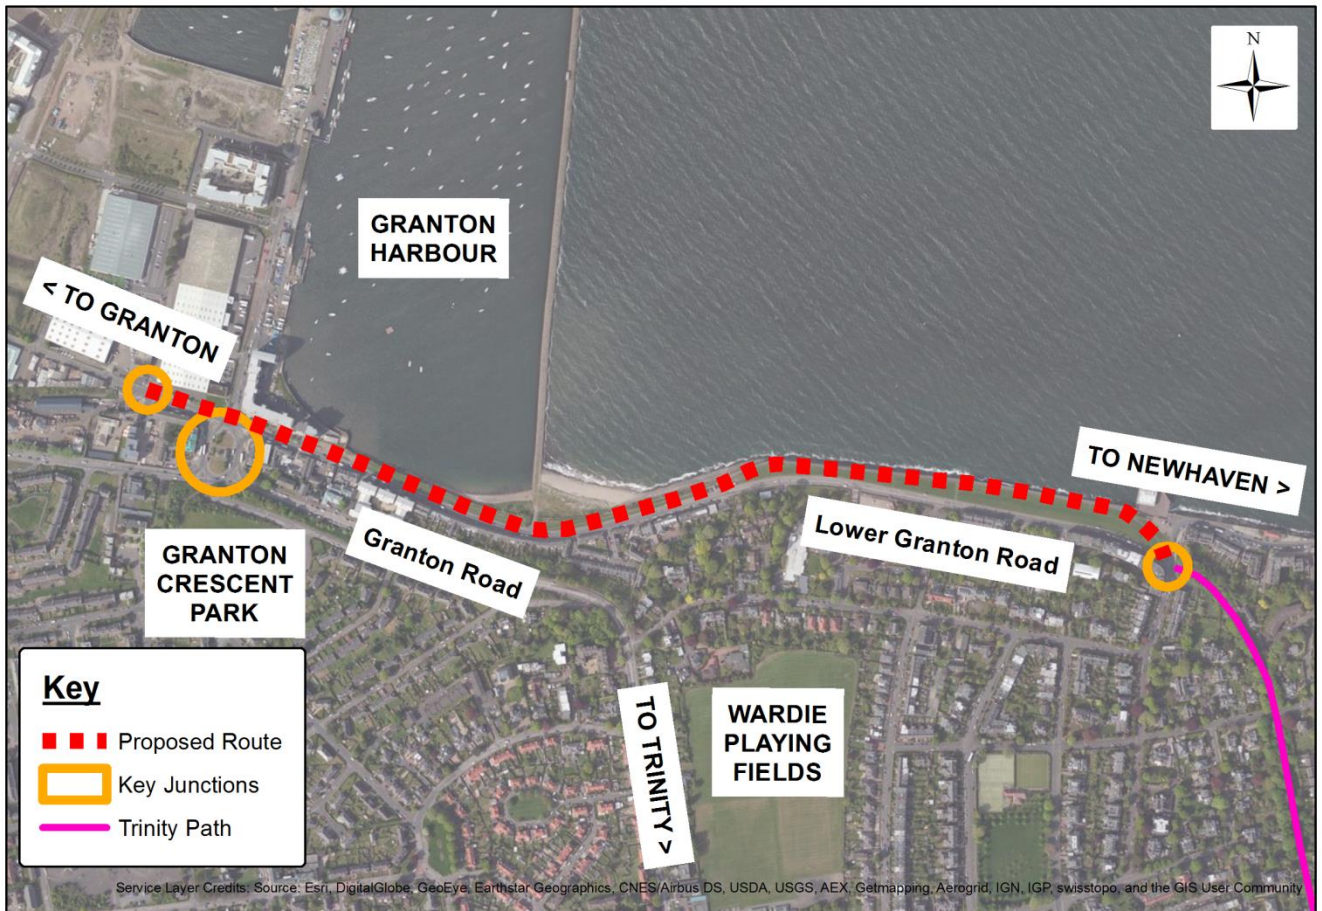 N
GRANTON
HARBOUR
< TO GRANTON
TO NEWHAVEN >
Lower Granton Road
Granton Road
GRANTON
CRESCENT
PARK
TO TRINITY >
WARDIE
PLAYING
FIELDS
Key
Proposed Route
Key Junctions
Trinity Path
Service Layer Credits: Source: Esri, DigitalGlobe, GeoEye, Earthstar Geographics, CNES/Airbus DS, USDA, USGS, AEX, Getmapping, Aerogrid, IGN, IGP, swisstopo, and the GIS User Community